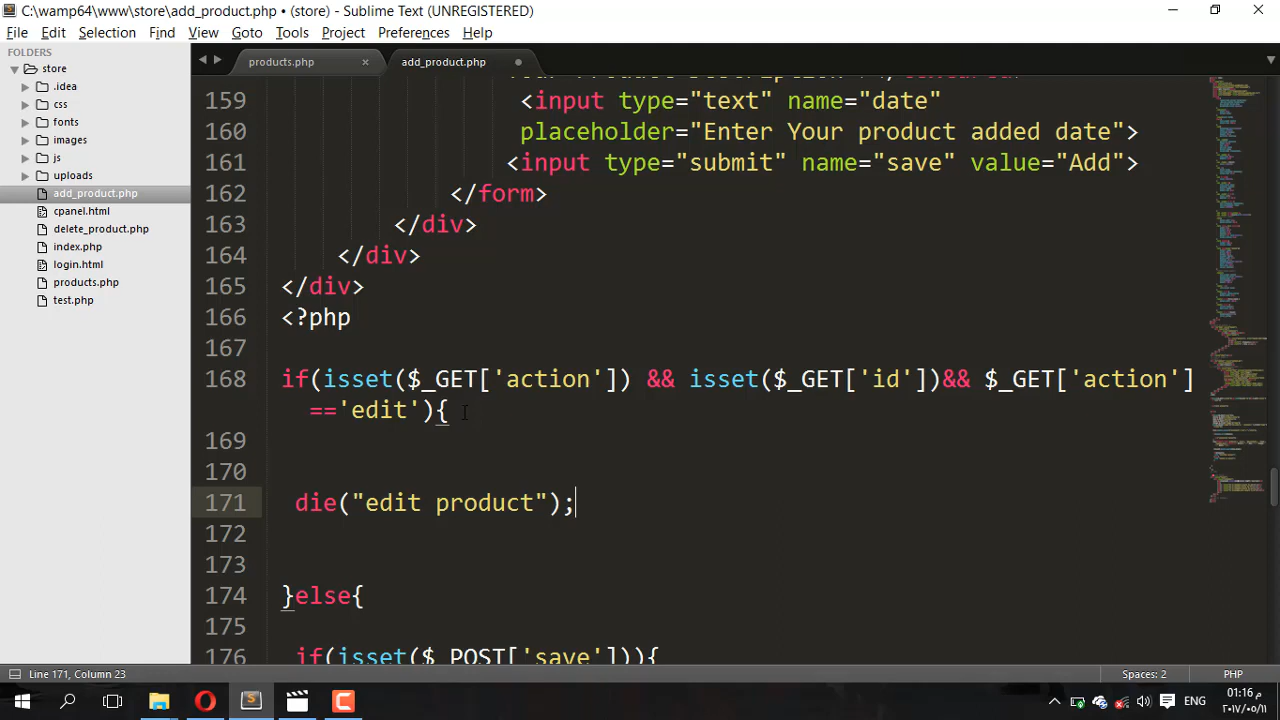 C:\wamp64\www\store\add_product.php • (store) - Sublime Text (UNREGISTERED)
File Edit Selection Find View Goto Tools Project Preferences Help
FOLDERS
store
.idea
css
fonts
images
js
uploads
add_product.php
cpanel.html
delete_product.php
index.php
login.html
products.php
test.php
products.php × add_product.php
159 <input type="text" name="date"
160 placeholder="Enter Your product added date">
161 <input type="submit" name="save" value="Add">
162 </form>
163 </div>
164 </div>
165 </div>
166 <?php
167
168 if(isset($_GET['action']) && isset($_GET['id'])&& $_GET['action']
=='edit'){
169
170
171 die("edit product");
172
173
174 }else{
175
176 if(isset($_POST['save'])){
Line 171, Column 23 Spaces: 2 PHP
ENG 01:16 م
٢٠١٧/٠٥/١١